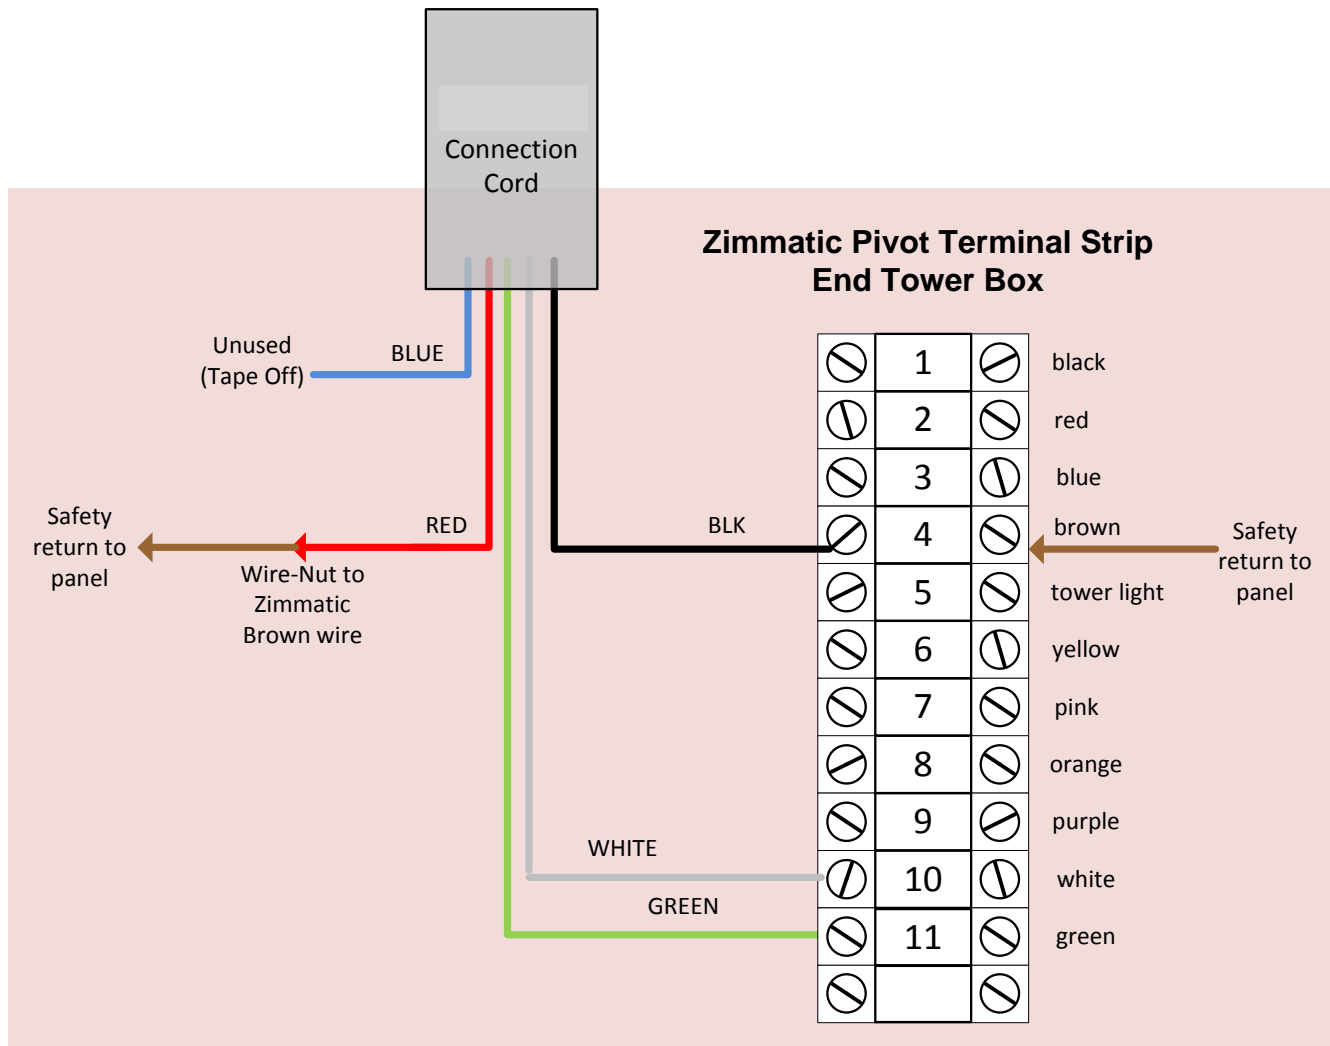 Connection
Cord
Zimmatic Pivot Terminal Strip
End Tower Box
Unused
(Tape Off)
BLUE
Safety
return to
panel
RED
Wire-Nut to
Zimmatic
Brown wire
BLK
WHITE
GREEN
1 black
2 red
3 blue
4 brown
5 tower light
6 yellow
7 pink
8 orange
9 purple
10 white
11 green
Safety
return to
panel